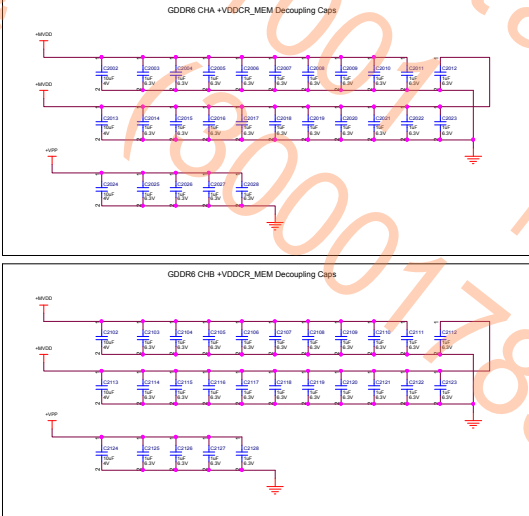 GDDR6 CHA +VDDCR_MEM Decoupling Caps
+MVDD
C2002 C2003 C2004 C2005 C2006 C2007 C2008 C2009 C2010 C2011 C2012
10uF 1uF 1uF 1uF 1uF 1uF 1uF 1uF 1uF 1uF 1uF
4V 6.3V 6.3V 6.3V 6.3V 6.3V 6.3V 6.3V 6.3V 6.3V 6.3V
+MVDD
C2013 C2014 C2015 C2016 C2017 C2018 C2019 C2020 C2021 C2022 C2023
10uF 1uF 1uF 1uF 1uF 1uF 1uF 1uF 1uF 1uF 1uF
4V 6.3V 6.3V 6.3V 6.3V 6.3V 6.3V 6.3V 6.3V 6.3V 6.3V
+VPP
C2024 C2025 C2026 C2027 C2028
10uF 1uF 1uF 1uF 1uF
4V 6.3V 6.3V 6.3V 6.3V
GDDR6 CHB +VDDCR_MEM Decoupling Caps
+MVDD
C2102 C2103 C2104 C2105 C2106 C2107 C2108 C2109 C2110 C2111 C2112
10uF 1uF 1uF 1uF 1uF 1uF 1uF 1uF 1uF 1uF 1uF
4V 6.3V 6.3V 6.3V 6.3V 6.3V 6.3V 6.3V 6.3V 6.3V 6.3V
+MVDD
C2113 C2114 C2115 C2116 C2117 C2118 C2119 C2120 C2121 C2122 C2123
10uF 1uF 1uF 1uF 1uF 1uF 1uF 1uF 1uF 1uF 1uF
4V 6.3V 6.3V 6.3V 6.3V 6.3V 6.3V 6.3V 6.3V 6.3V 6.3V
+VPP
C2124 C2125 C2126 C2127 C2128
10uF 1uF 1uF 1uF 1uF
4V 6.3V 6.3V 6.3V 6.3V